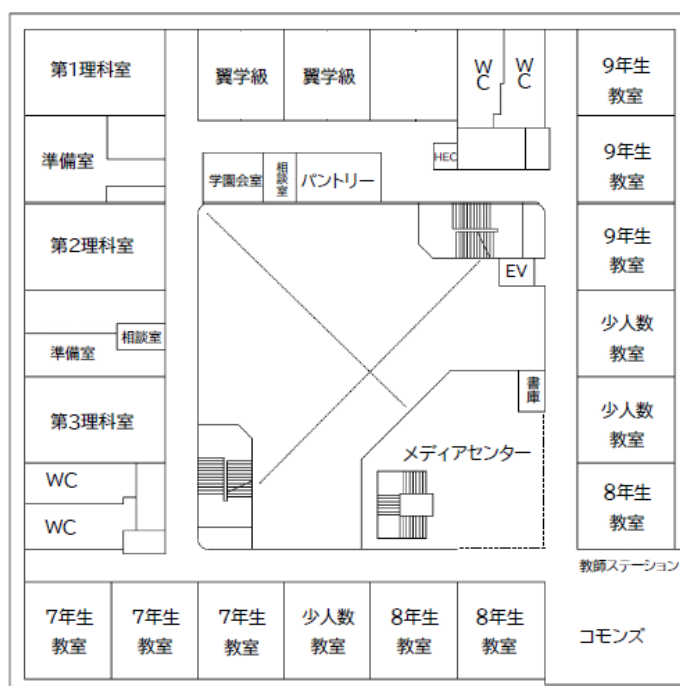 第1理科室
翼学級
翼学級
WC
WC
9年生
教室
準備室
HEC
9年生
教室
学園会室
相談室
パントリー
第2理科室
9年生
教室
EV
相談室
準備室
少人数
教室
書庫
第3理科室
少人数
教室
メディアセンター
WC
WC
8年生
教室
教師ステーション
7年生
教室
7年生
教室
7年生
教室
少人数
教室
8年生
教室
8年生
教室
コモンズ